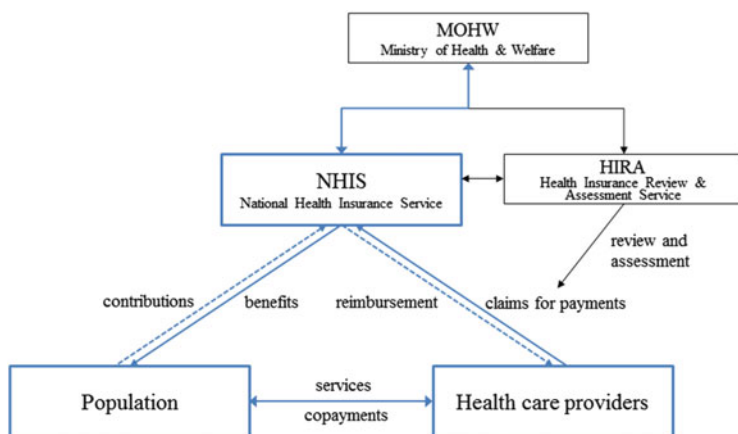 MOHW
Ministry of Health & Welfare
NHIS
National Health Insurance Service
HIRA
Health Insurance Review &
Assessment Service
review and
assessment
contributions
benefits
reimbursement
claims for payments
Population
services
copayments
Health care providers